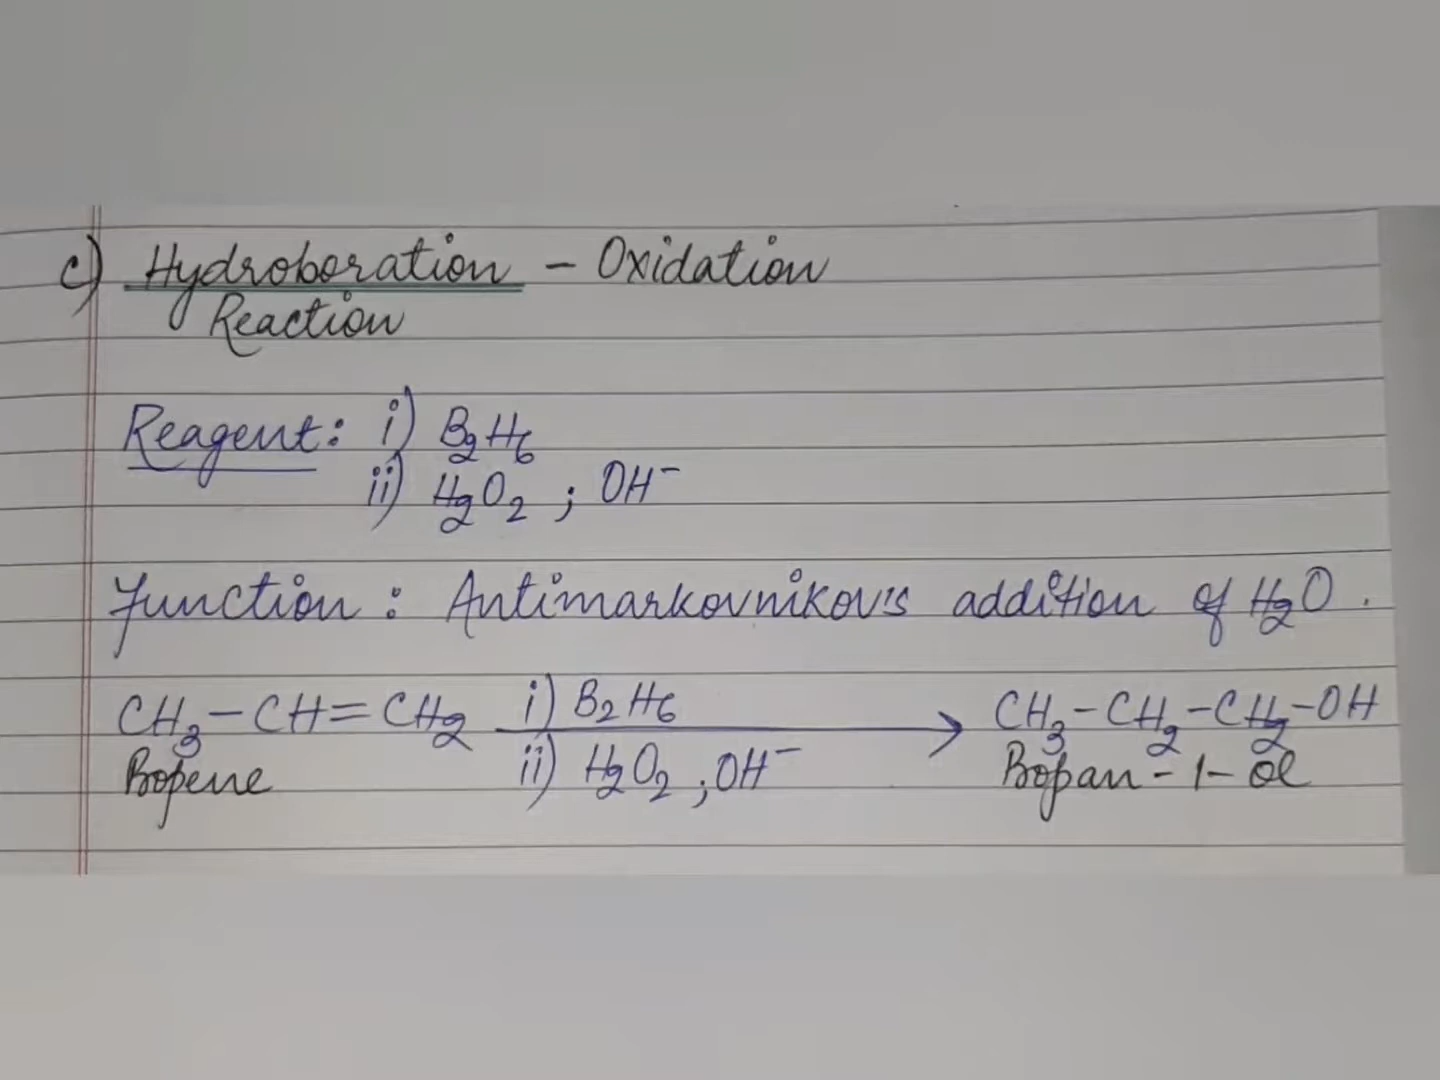 c) Hydroboration - Oxidation
Reaction
Reagent: i) B₂H₆
ii) H₂O₂ ; OH⁻
Function : Antimarkovnikov's addition of H₂O.
CH₃-CH=CH₂ i) B₂H₆ → CH₃-CH₂-CH₂-OH
Propene ii) H₂O₂ ; OH⁻ Propan-1-ol